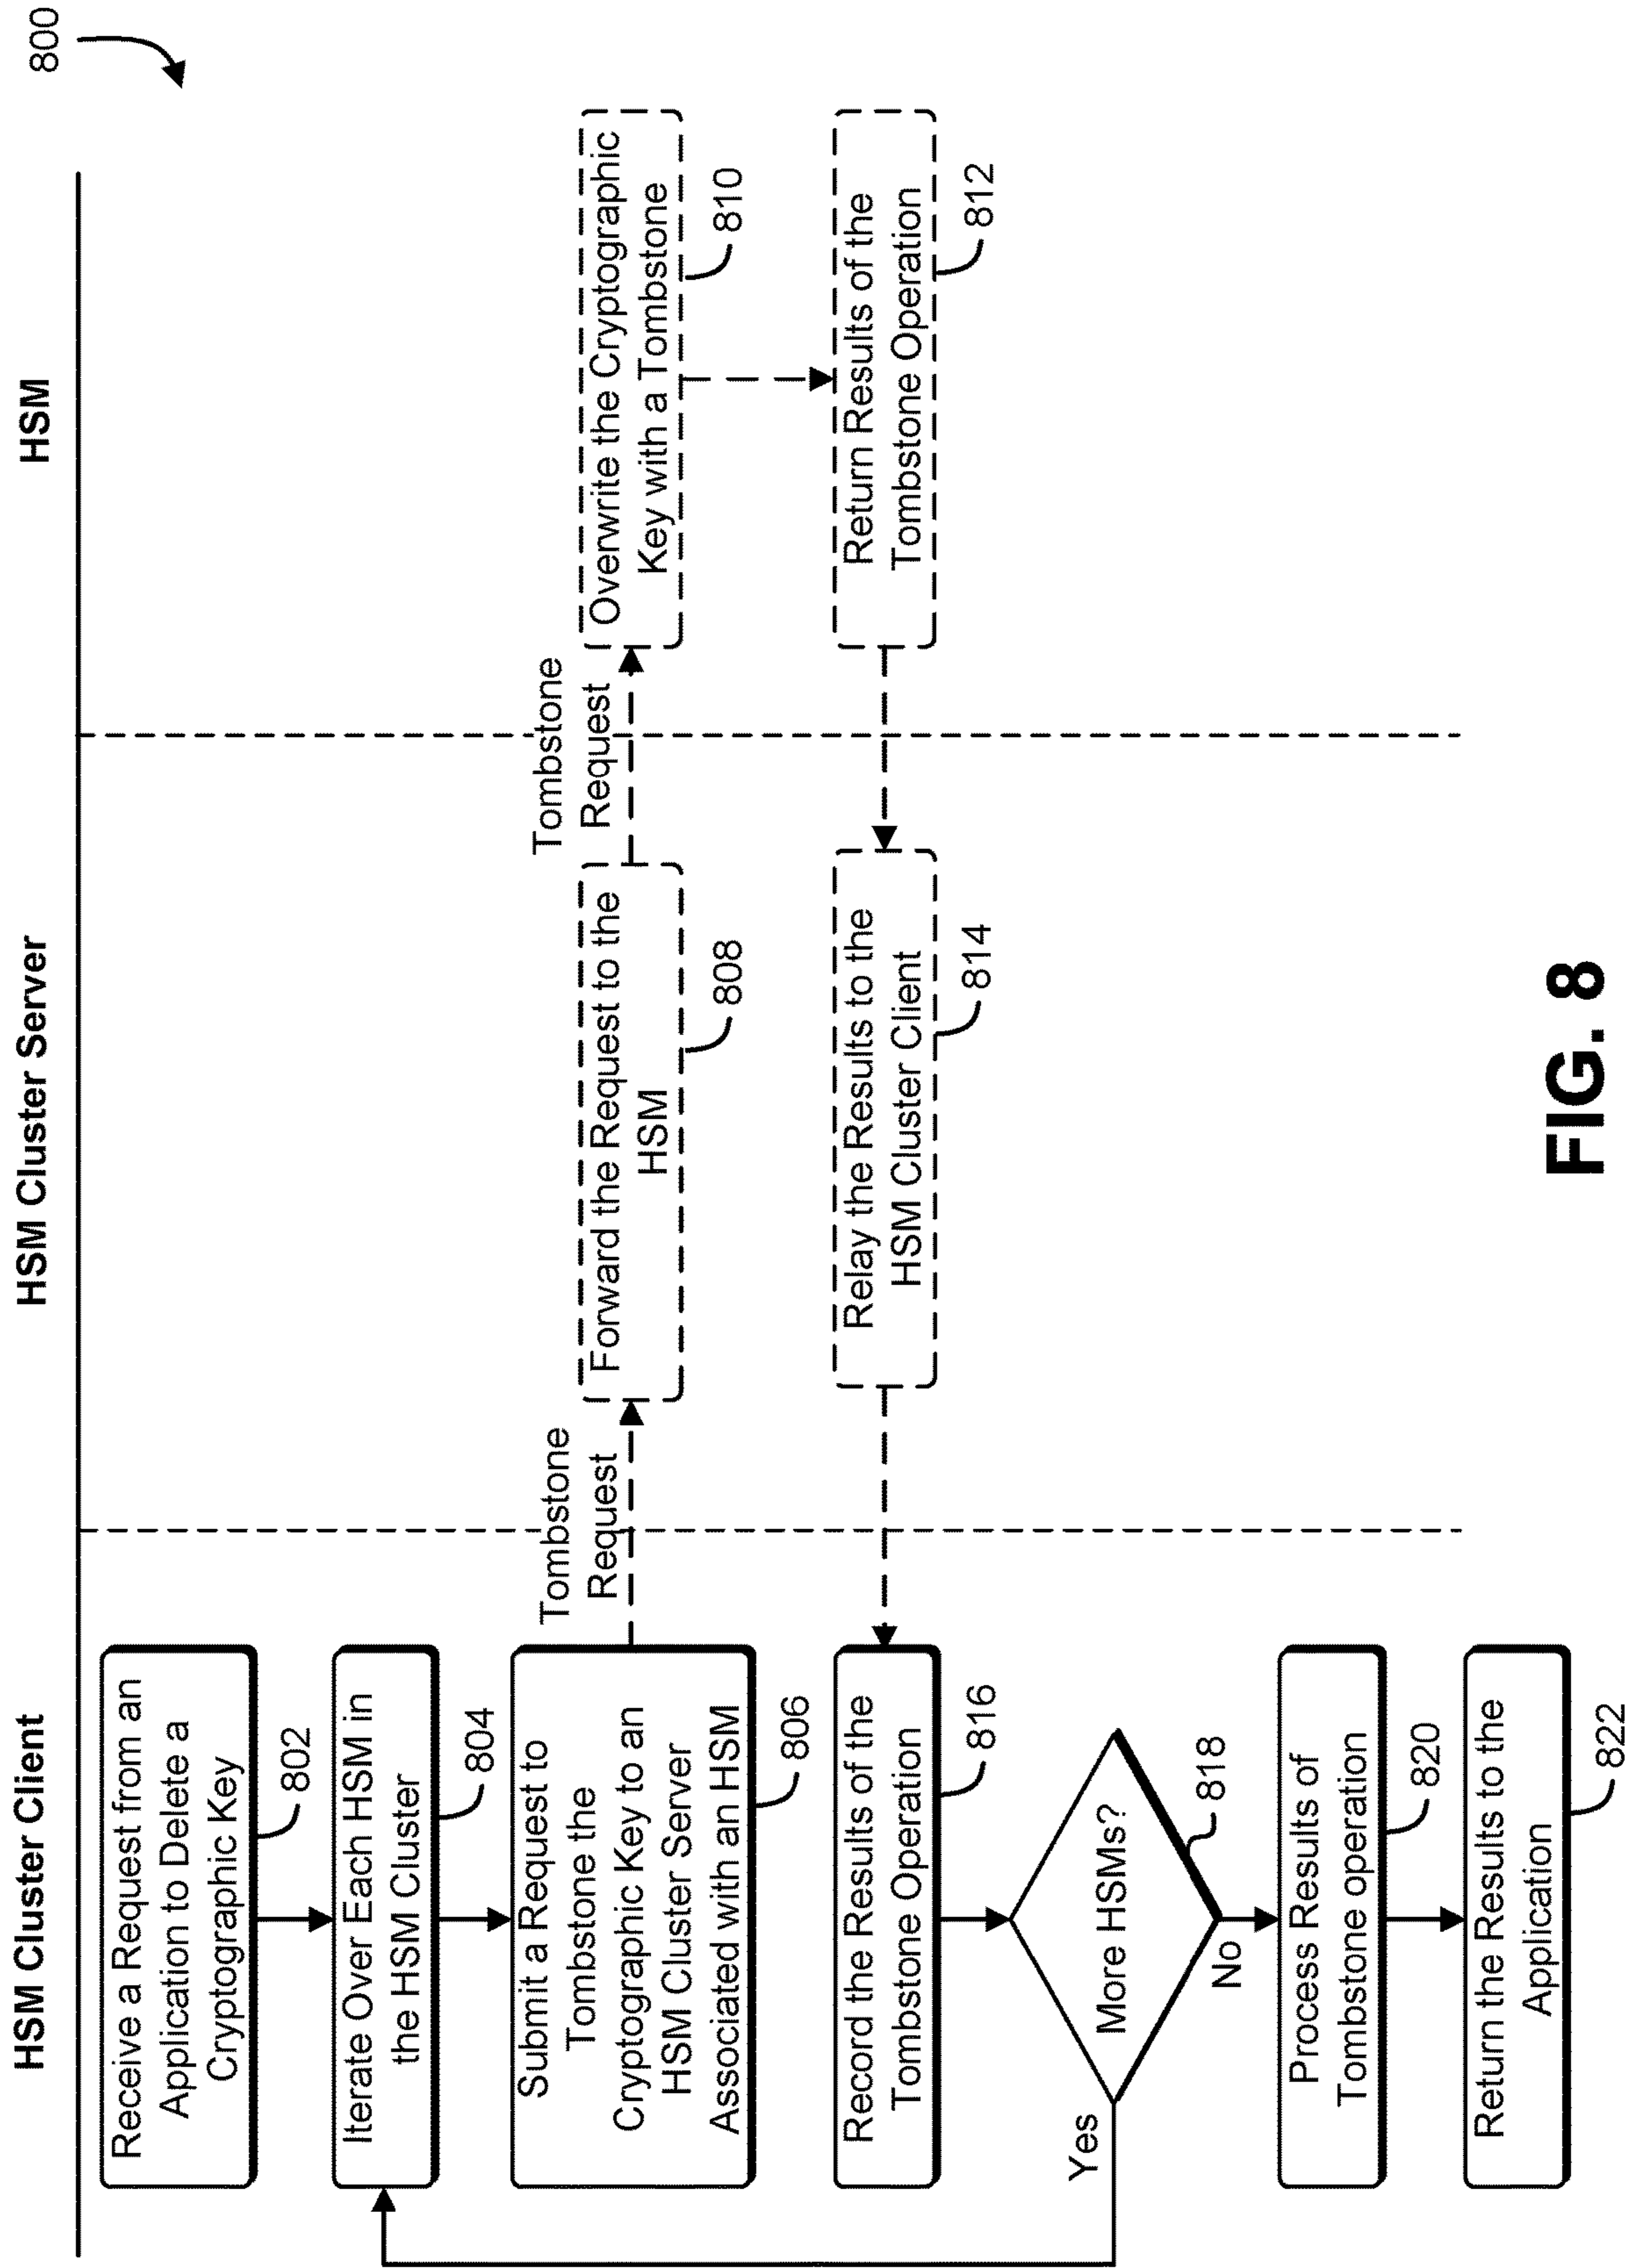 800
HSM Cluster Client
HSM Cluster Server
HSM
Receive a Request from an
Application to Delete a
Cryptographic Key
802
Iterate Over Each HSM in
the HSM Cluster
804
Submit a Request to
Tombstone the
Cryptographic Key to an
HSM Cluster Server
Associated with an HSM
806
Tombstone
Request
Forward the Request to the
HSM
808
Tombstone
Request
Overwrite the Cryptographic
Key with a Tombstone
810
Return Results of the
Tombstone Operation
812
Relay the Results to the
HSM Cluster Client
814
Record the Results of the
Tombstone Operation
816
More HSMs?
818
Yes
No
Process Results of
Tombstone operation
820
Return the Results to the
Application
822
FIG. 8